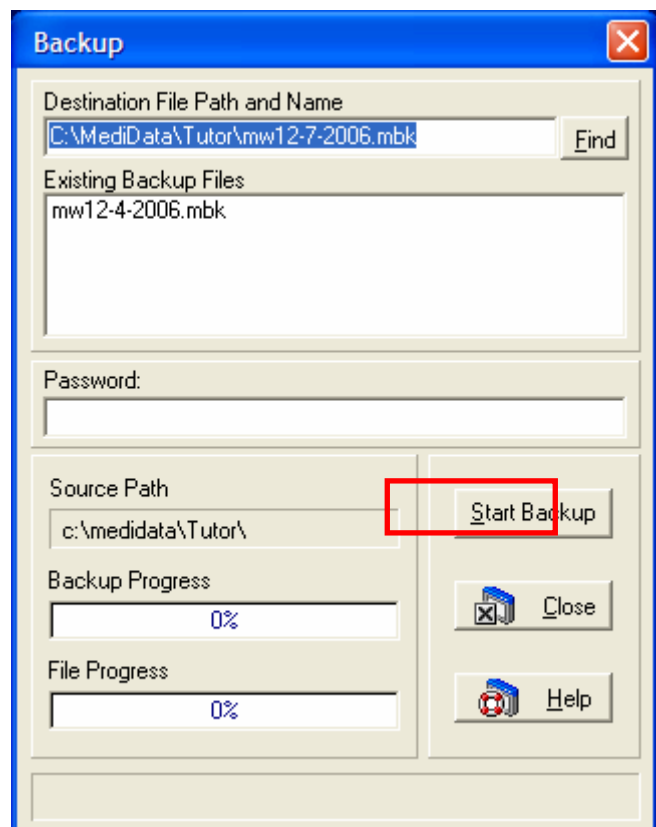 Backup
Destination File Path and Name
C:\MediData\Tutor\mw12-7-2006.mbk
Find
Existing Backup Files
mw12-4-2006.mbk
Password:
Source Path
c:\medidata\Tutor\
Start Backup
Backup Progress
0%
Close
File Progress
0%
Help